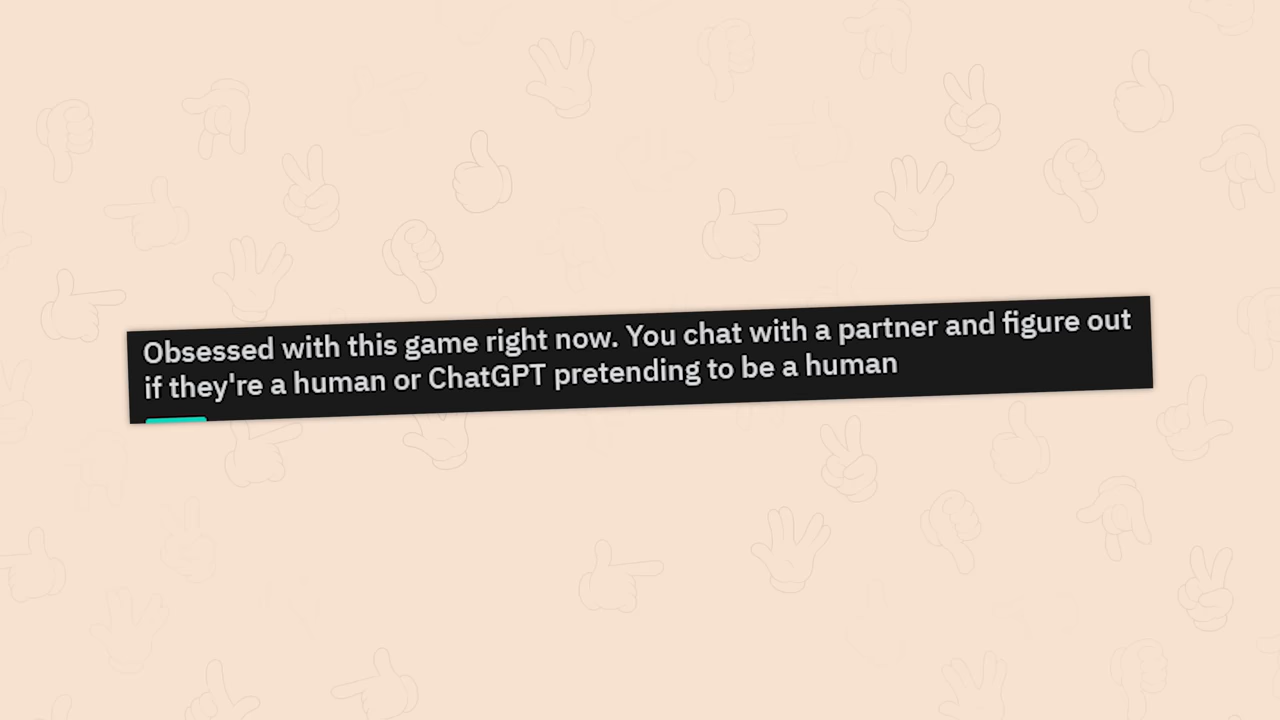 Obsessed with this game right now. You chat with a partner and figure out
if they're a human or ChatGPT pretending to be a human